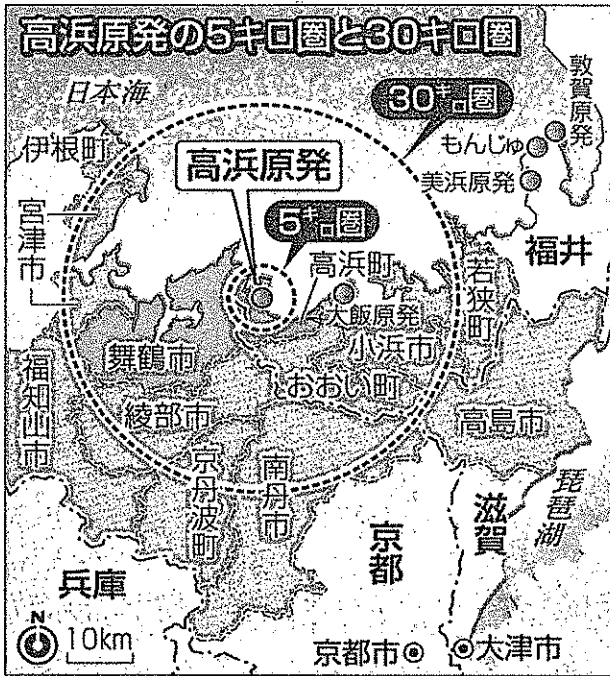 高浜原発の5キロ圏と30キロ圏
日本海
30キロ圏
敦賀原発
伊根町
もんじゅ
高浜原発
美浜原発
宮津市
5キロ圏
福井
高浜町
若狭町
大飯原発
舞鶴市
小浜市
おおい町
福知山市
綾部市
高島市
京丹波町
南丹市
琵琶湖
滋賀
京都
兵庫
N
10km
京都市
大津市